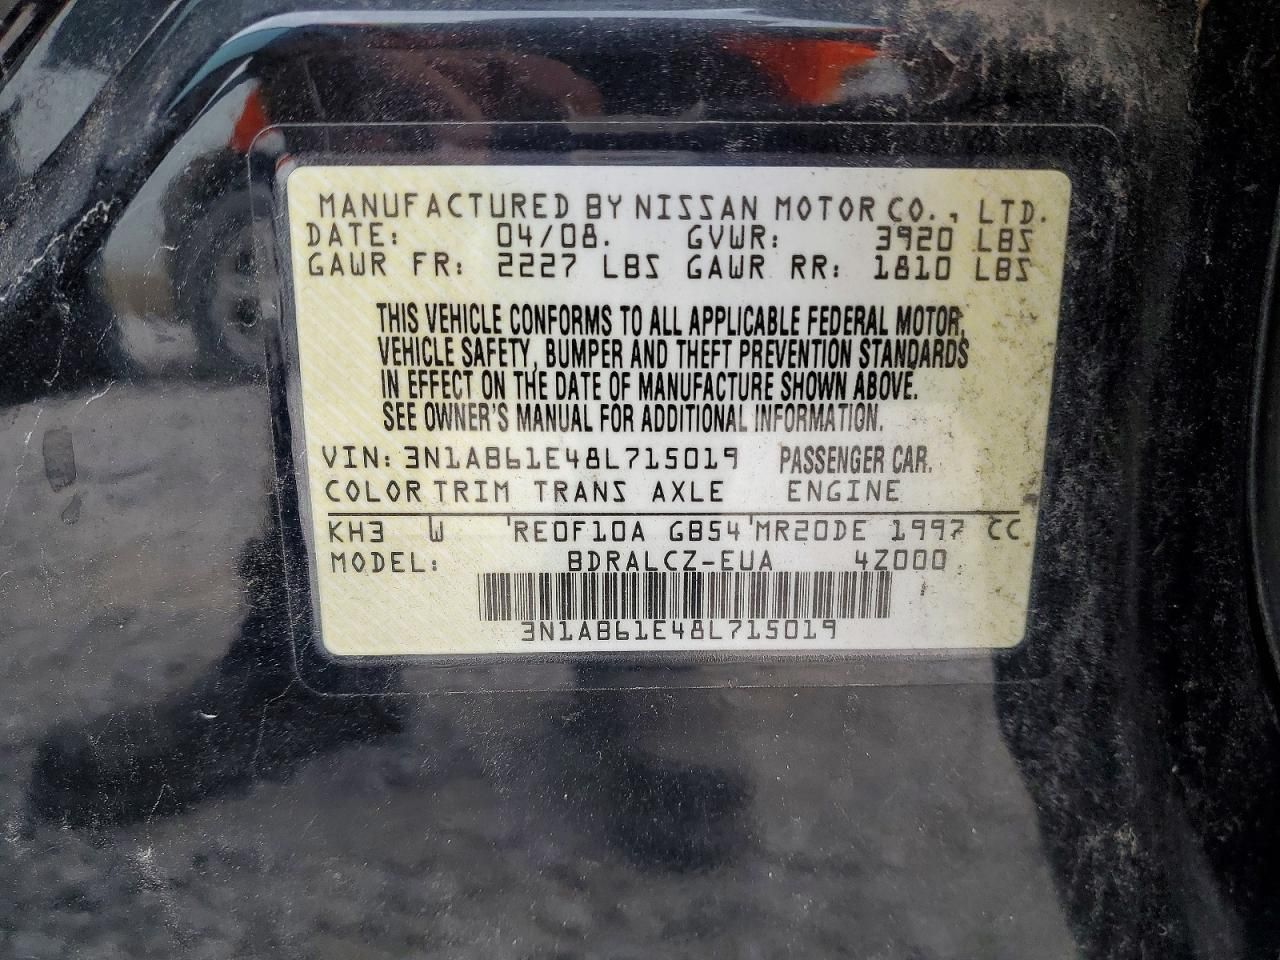 MANUFACTURED BY NISSAN MOTOR CO., LTD.
DATE: 04/08. GVWR: 3920 LBS
GAWR FR: 2227 LBS GAWR RR: 1810 LBS
THIS VEHICLE CONFORMS TO ALL APPLICABLE FEDERAL MOTOR,
VEHICLE SAFETY, BUMPER AND THEFT PREVENTION STANDARDS
IN EFFECT ON THE DATE OF MANUFACTURE SHOWN ABOVE.
SEE OWNER'S MANUAL FOR ADDITIONAL INFORMATION.
VIN: 3N1AB61E48L715019 PASSENGER CAR.
COLOR TRIM TRANS AXLE ENGINE
KH3 W 'RE0F10A GB54 'MR20DE 1997 CC
MODEL: BDRALCZ-EUA 4Z000
3N1AB61E48L715019